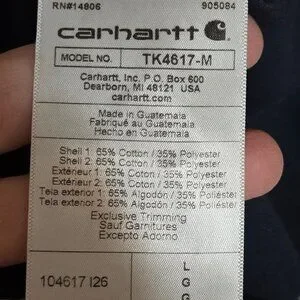 RN#14806 905084
carhartt
MODEL NO. TK4617-M
Carhartt, Inc. P.O. Box 600
Dearborn, MI 48121 USA
carhartt.com
Made in Guatemala
Fabriqué au Guatemala
Hecho en Guatemala
Shell 1: 65% Cotton / 35% Polyester
Shell 2: 65% Cotton / 35% Polyester
Extérieur 1: 65% Coton / 35% Polyester
Extérieur 2: 65% Coton / 35% Polyester
Tela exterior 1: 65% Algodón / 35% Poliéster
Tela exterior 2: 65% Algodón / 35% Poliéster
Exclusive Trimming
Sauf Garnitures
Excepto Adorno
L
104617 I26 G
G